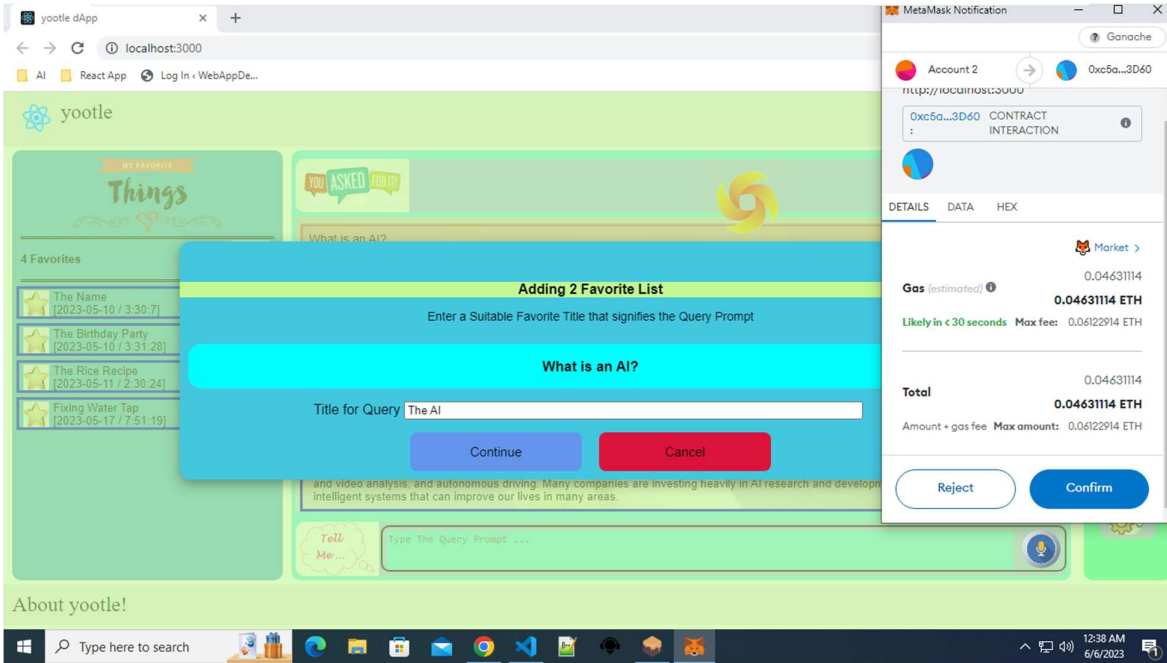 yootle dApp
localhost:3000
AI
React App
Log In ‹ WebAppDe...
yootle
MY FAVORITE
Things
4 Favorites
The Name
[2023-05-10 / 3:30:7]
The Birthday Party
[2023-05-10 / 3:31:28]
The Rice Recipe
[2023-05-11 / 2:30:24]
Fixing Water Tap
[2023-05-17 / 7:51:19]
YOU ASKED FOR IT!
What is an AI?
Adding 2 Favorite List
Enter a Suitable Favorite Title that signifies the Query Prompt
What is an AI?
Title for Query The AI
Continue Cancel
and video analysis, and autonomous driving. Many companies are investing heavily in AI research and develop
intelligent systems that can improve our lives in many areas.
Tell
Me...
Type The Query Prompt ...
About yootle!
MetaMask Notification
Ganache
Account 2
0xc5a...3D60
http://localhost:3000
0xc5a...3D60 CONTRACT
: INTERACTION
DETAILS DATA HEX
Market >
0.04631114
Gas (estimated) 0.04631114 ETH
Likely in < 30 seconds Max fee: 0.06122914 ETH
0.04631114
Total 0.04631114 ETH
Amount + gas fee Max amount: 0.06122914 ETH
Reject Confirm
Type here to search
12:38 AM
6/6/2023